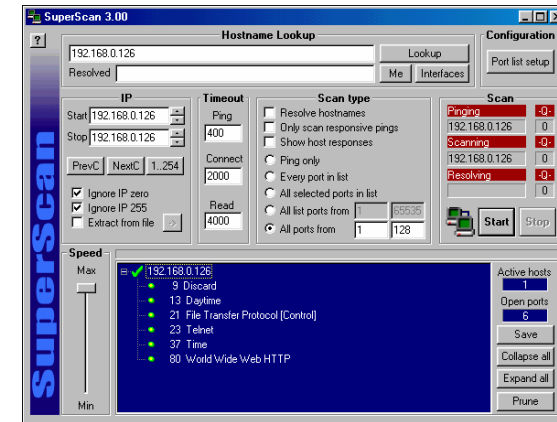 SuperScan 3.00
?
Hostname Lookup
Configuration
192.168.0.126
Lookup
Port list setup
Resolved
Me
Interfaces
SuperScan
IP
Timeout
Scan type
Scan
Start 192.168.0.126
Stop 192.168.0.126
PrevC NextC 1..254
Ignore IP zero
Ignore IP 255
Extract from file ->
Ping
400
Connect
2000
Read
4000
Resolve hostnames
Only scan responsive pings
Show host responses
Ping only
Every port in list
All selected ports in list
All list ports from 1 65535
All ports from 1 128
Pinging -Q-
192.168.0.126 0
Scanning -Q-
192.168.0.126 0
Resolving -Q-
0
Start Stop
Speed
Max
Min
192.168.0.126
9 Discard
13 Daytime
21 File Transfer Protocol [Control]
23 Telnet
37 Time
80 World Wide Web HTTP
Active hosts
1
Open ports
6
Save
Collapse all
Expand all
Prune